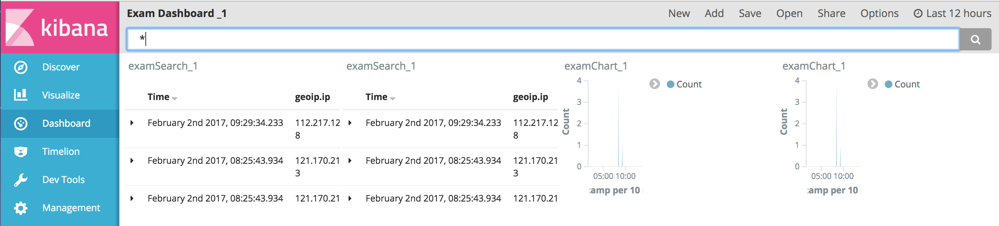 kibana
Exam Dashboard _1
New Add Save Open Share Options Last 12 hours
*
Discover
Visualize
Dashboard
Timelion
Dev Tools
Management
examSearch_1
Time geoip.ip
February 2nd 2017, 09:29:34.233 112.217.12
8
February 2nd 2017, 08:25:43.934 121.170.21
3
February 2nd 2017, 08:25:43.934 121.170.21
examSearch_1
Time geoip.ip
February 2nd 2017, 09:29:34.233 112.217.12
8
February 2nd 2017, 08:25:43.934 121.170.21
3
February 2nd 2017, 08:25:43.934 121.170.21
examChart_1
Count
4
3
2
1
0
Count
05:00 10:00
amp per 10
examChart_1
Count
4
3
2
1
0
Count
05:00 10:00
amp per 10